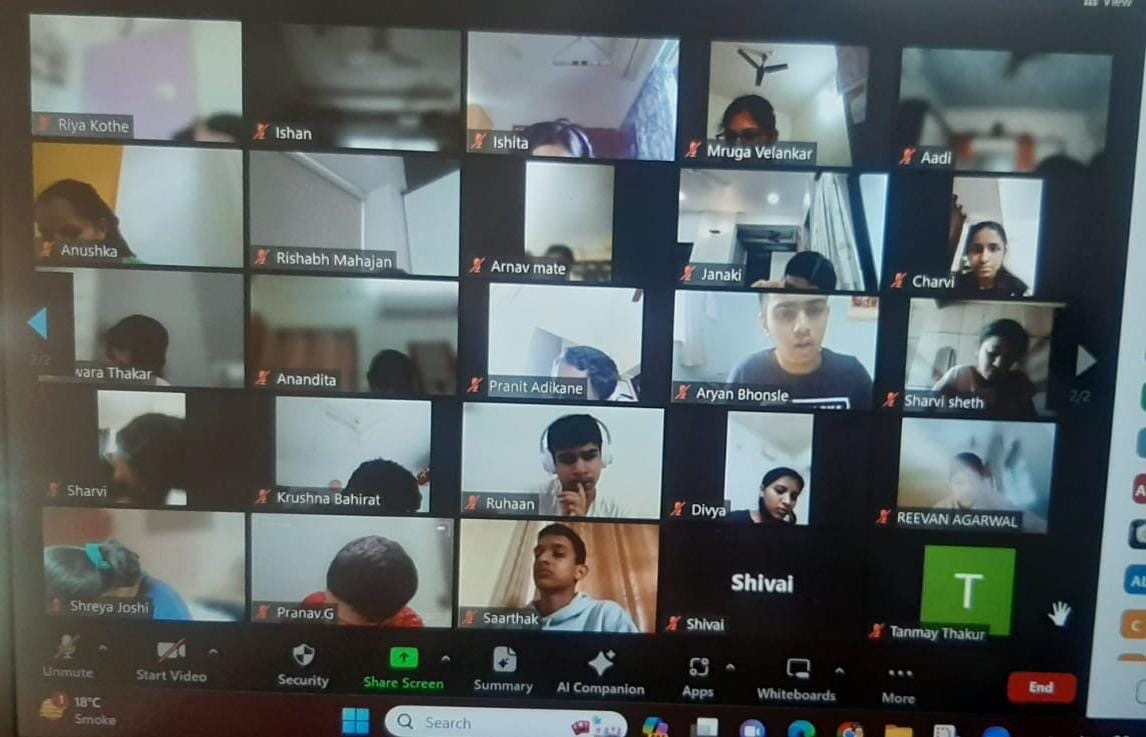 View
Riya Kothe
Ishan
Ishita
Mruga Velankar
Aadi
Anushka
Rishabh Mahajan
Arnav mate
Janaki
Charvi
wara Thakar
Anandita
Pranit Adikane
Aryan Bhonsle
Sharvi sheth
2/2
2/2
Sharvi
Krushna Bahirat
Ruhaan
Divya
REEVAN AGARWAL
Shreya Joshi
Pranav.G
Saarthak
Shivai
Shivai
T
Tanmay Thakur
Unmute
Start Video
Security
Share Screen
Summary
AI Companion
Apps
Whiteboards
More
End
1
18°C
Smoke
Search
A
AL
C